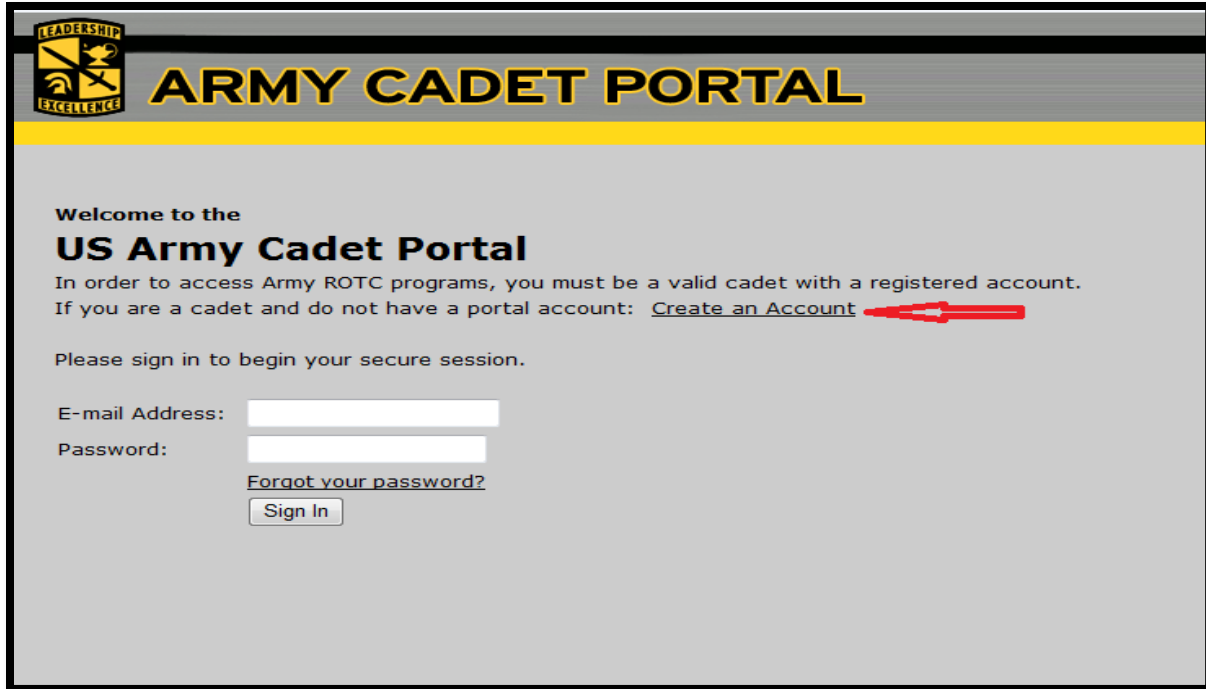 LEADERSHIP
EXCELLENCE
ARMY CADET PORTAL
Welcome to the
US Army Cadet Portal
In order to access Army ROTC programs, you must be a valid cadet with a registered account.
If you are a cadet and do not have a portal account: Create an Account
Please sign in to begin your secure session.
E-mail Address:
Password:
Forgot your password?
Sign In